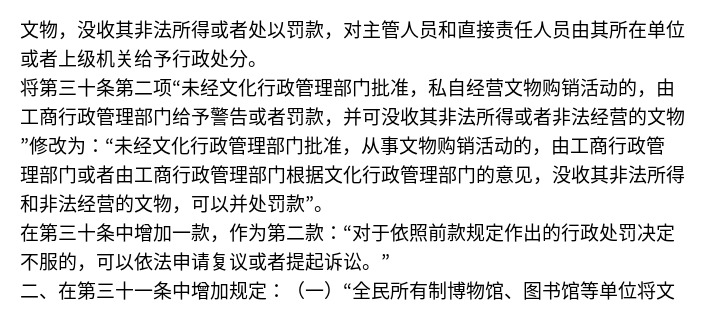 文物，没收其非法所得或者处以罚款，对主管人员和直接责任人员由其所在单位
或者上级机关给予行政处分。
将第三十条第二项“未经文化行政管理部门批准，私自经营文物购销活动的，由
工商行政管理部门给予警告或者罚款，并可没收其非法所得或者非法经营的文物
”修改为：“未经文化行政管理部门批准，从事文物购销活动的，由工商行政管
理部门或者由工商行政管理部门根据文化行政管理部门的意见，没收其非法所得
和非法经营的文物，可以并处罚款”。
在第三十条中增加一款，作为第二款：“对于依照前款规定作出的行政处罚决定
不服的，可以依法申请复议或者提起诉讼。”
二、在第三十一条中增加规定：（一）“全民所有制博物馆、图书馆等单位将文